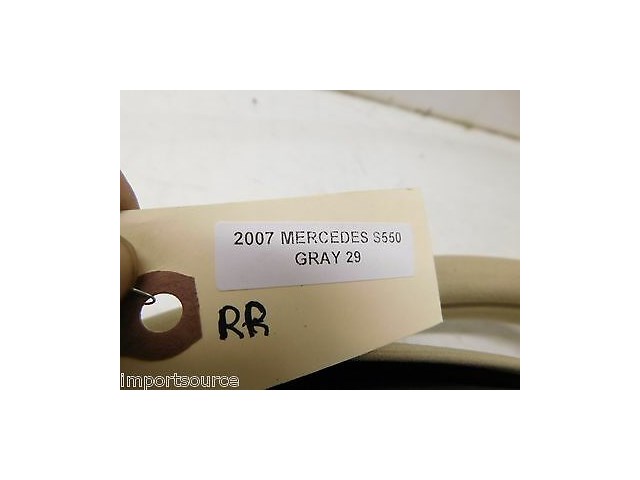 2007 MERCEDES S550
GRAY 29
RR
importsource